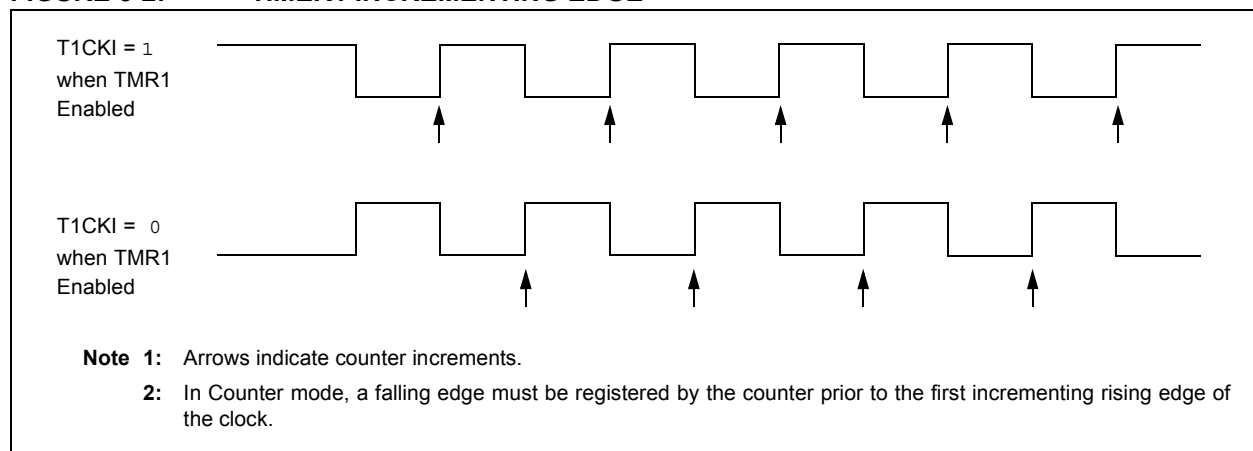 T1CKI = 1
when TMR1
Enabled
T1CKI = 0
when TMR1
Enabled
Note 1: Arrows indicate counter increments.
2: In Counter mode, a falling edge must be registered by the counter prior to the first incrementing rising edge of
the clock.